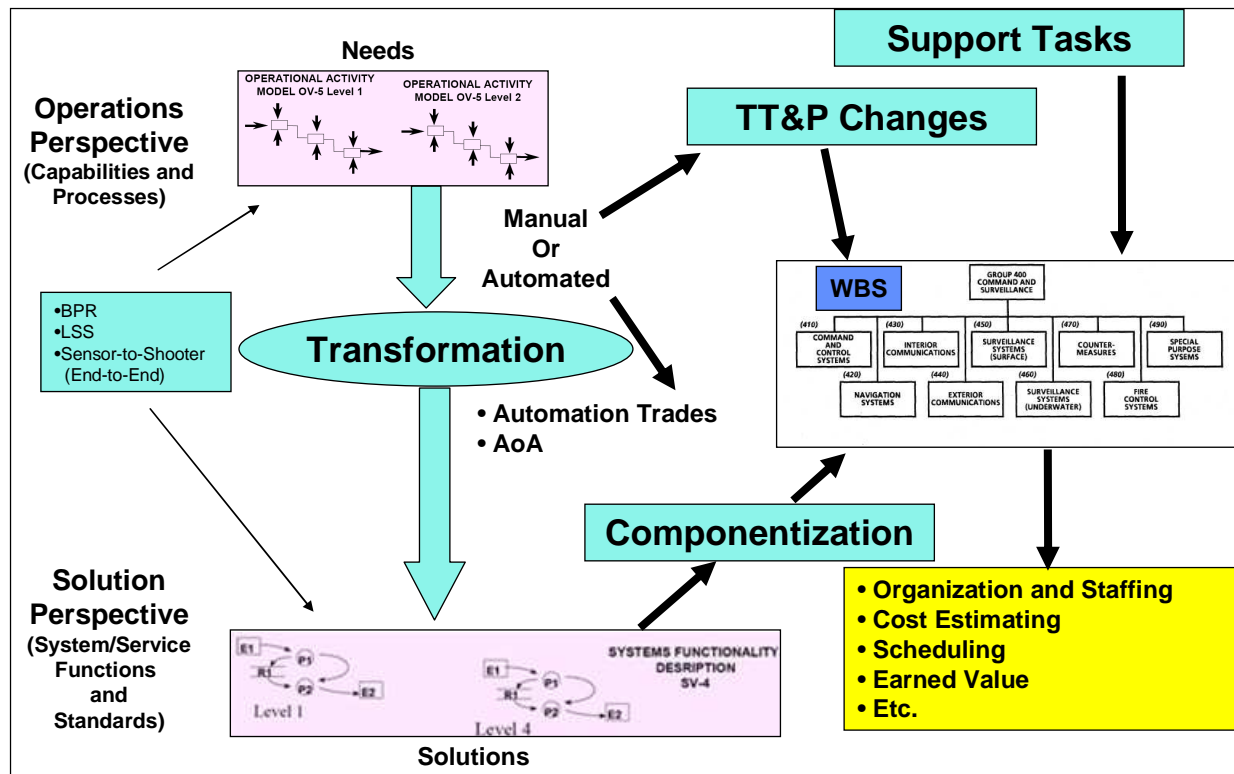 Needs
OPERATIONAL ACTIVITY
MODEL OV-5 Level 1
OPERATIONAL ACTIVITY
MODEL OV-5 Level 2
Support Tasks
Operations
Perspective
(Capabilities and
Processes)
TT&P Changes
Manual
Or
Automated
•BPR
•LSS
•Sensor-to-Shooter
(End-to-End)
Transformation
• Automation Trades
• AoA
WBS
GROUP 400
COMMAND AND
SURVEILLANCE
(410)
COMMAND
AND
CONTROL
SYSTEMS
(430)
INTERIOR
COMMUNICATIONS
(450)
SURVEILLANCE
SYSTEMS
(SURFACE)
(470)
COUNTER-
MEASURES
(490)
SPECIAL
PURPOSE
SYSEMS
(420)
NAVIGATION
SYSTEMS
(440)
EXTERIOR
COMMUNICATIONS
(460)
SURVEILLANCE
SYSTEMS
(UNDERWATER)
(480)
FIRE
CONTROL
SYSTEMS
Componentization
Solution
Perspective
(System/Service
Functions
and
Standards)
E1
P1
R1
P2
E2
Level 1
E1
P1
R1
P2
E2
Level 4
SYSTEMS FUNCTIONALITY
DESRIPTION
SV-4
Solutions
• Organization and Staffing
• Cost Estimating
• Scheduling
• Earned Value
• Etc.